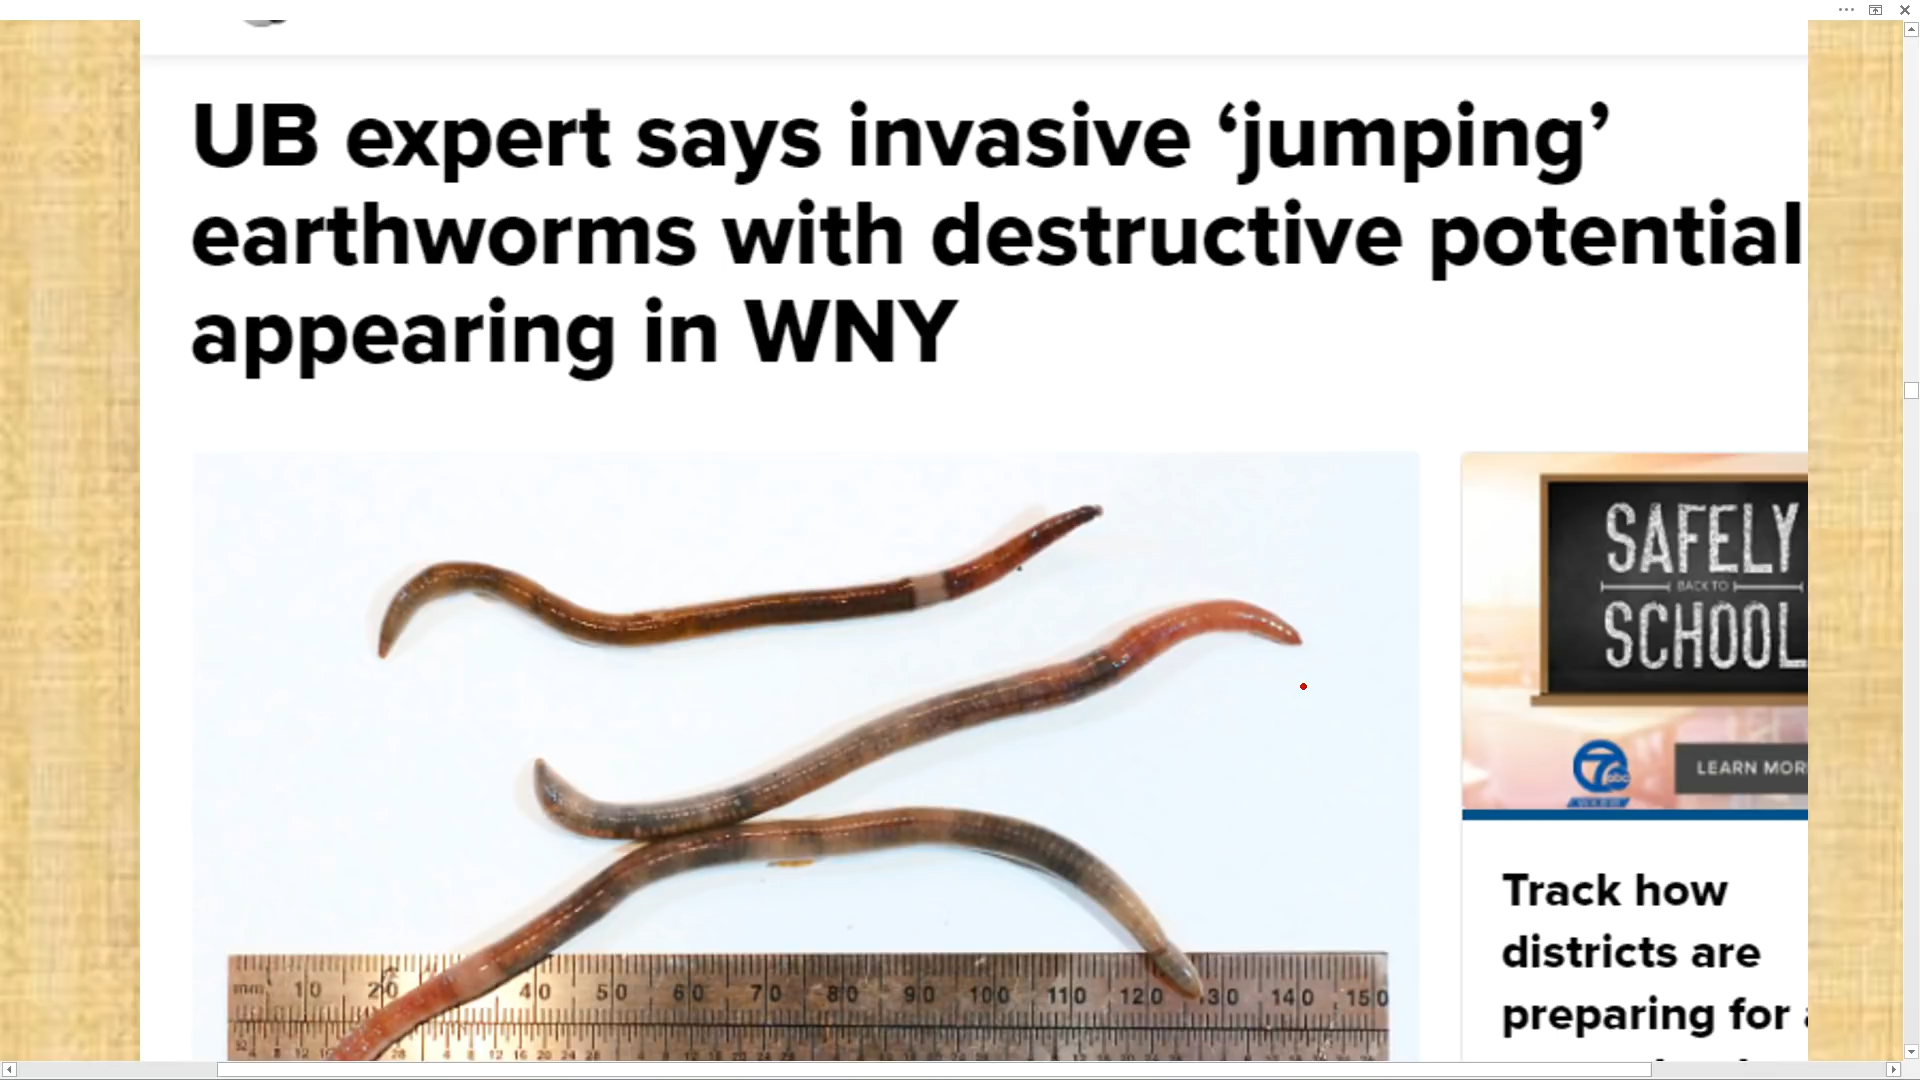 UB expert says invasive ‘jumping’
earthworms with destructive potential
appearing in WNY
SAFELY
BACK TO
SCHOOL
7 abc
LEARN MOR
Track how
districts are
preparing for
mm 10 20 40 50 60 70 80 90 100 110 120 130 140 150